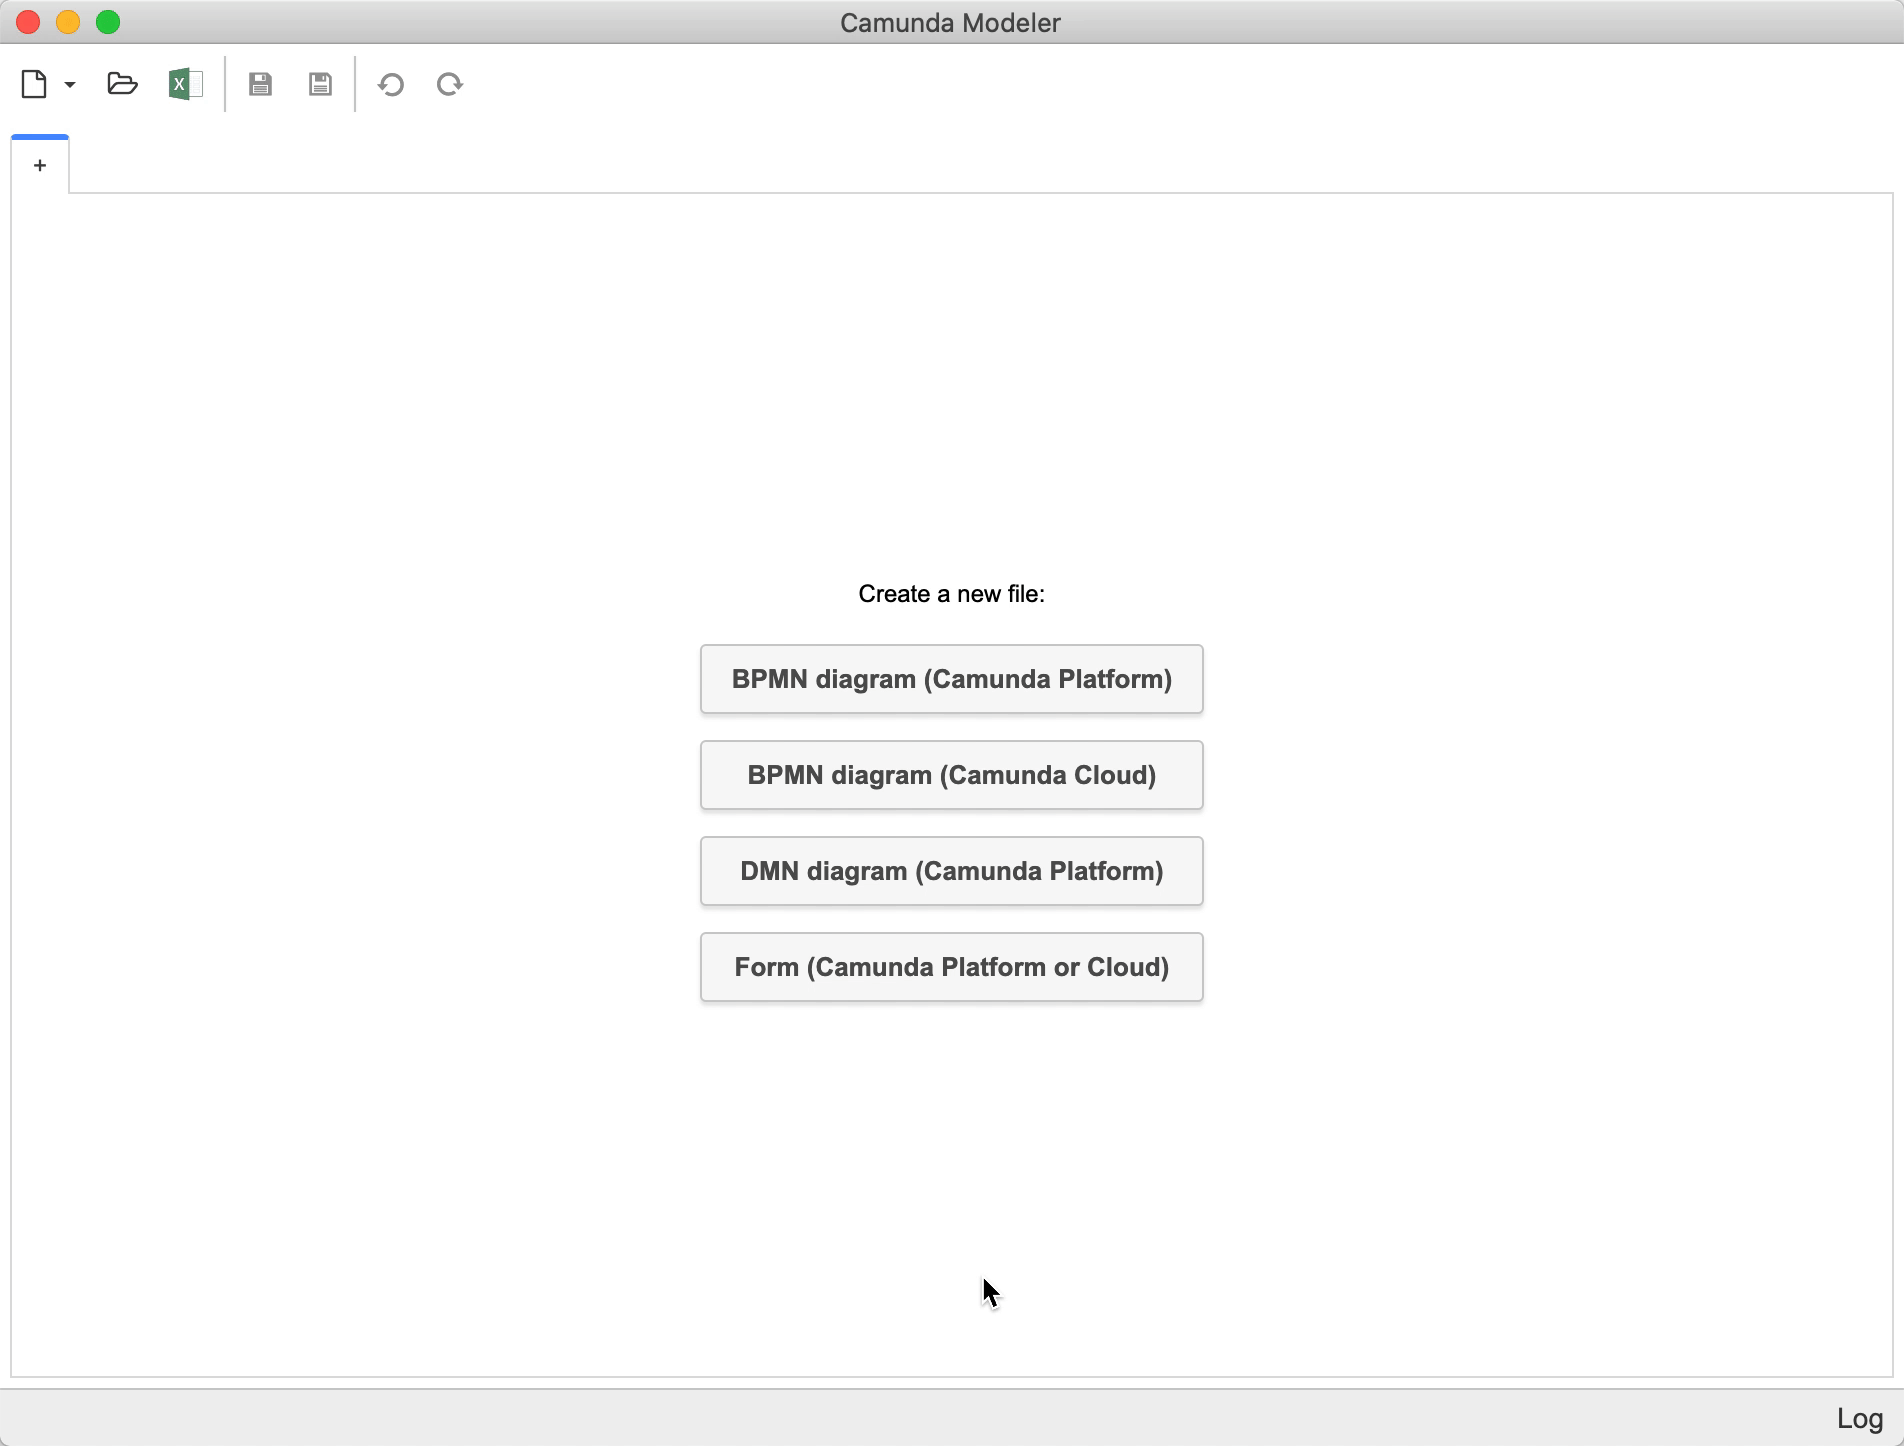 Camunda Modeler
X
+
Create a new file:
BPMN diagram (Camunda Platform)
BPMN diagram (Camunda Cloud)
DMN diagram (Camunda Platform)
Form (Camunda Platform or Cloud)
Log